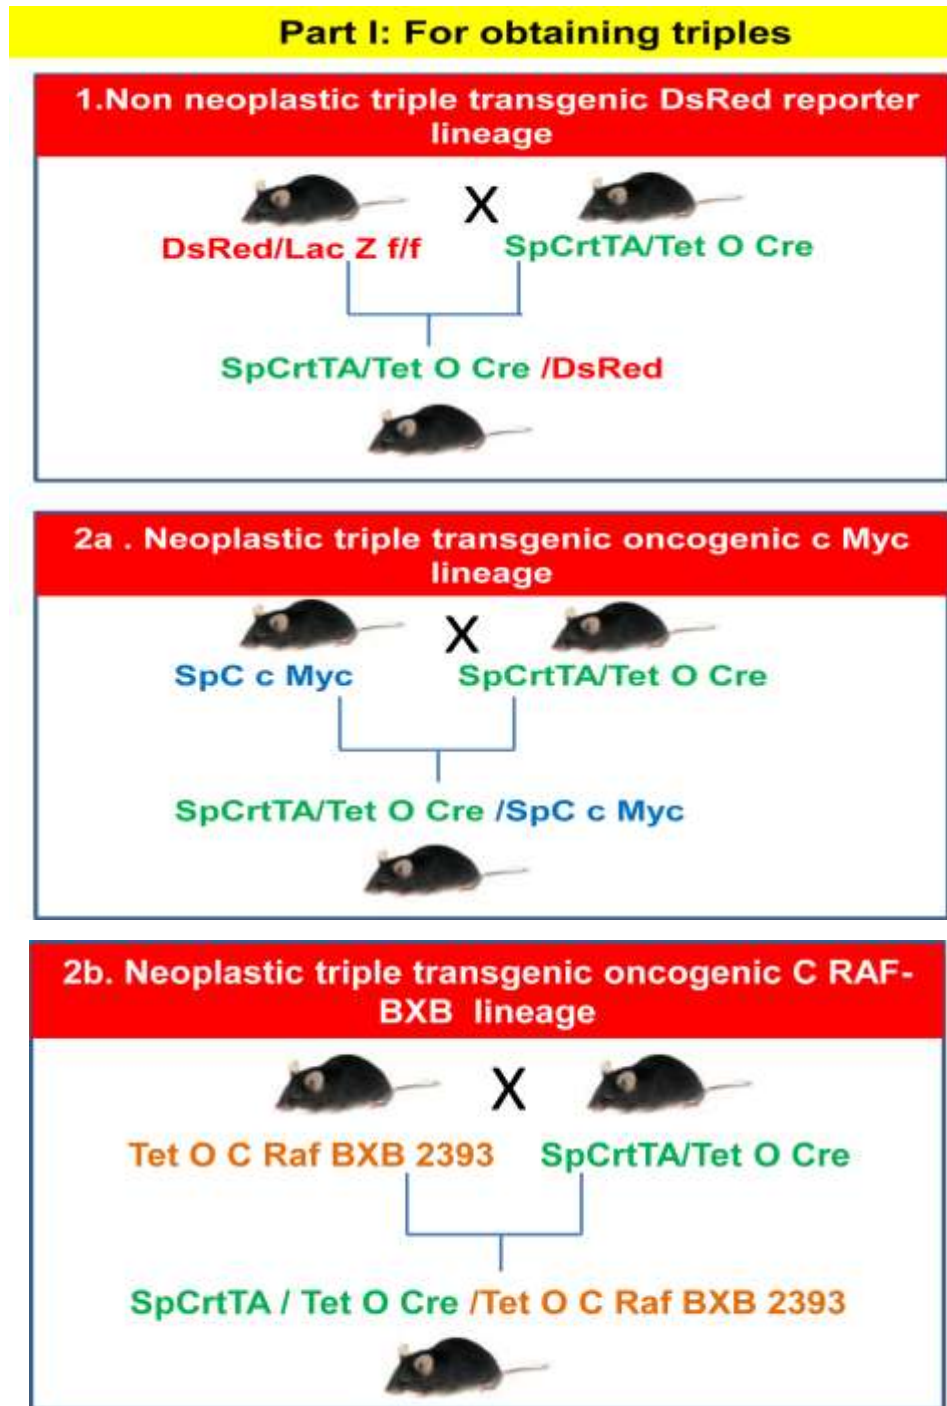 Part I: For obtaining triples
1.Non neoplastic triple transgenic DsRed reporter
lineage
X
DsRed/Lac Z f/f SpCrtTA/Tet O Cre
SpCrtTA/Tet O Cre /DsRed
2a . Neoplastic triple transgenic oncogenic c Myc
lineage
X
SpC c Myc SpCrtTA/Tet O Cre
SpCrtTA/Tet O Cre /SpC c Myc
2b. Neoplastic triple transgenic oncogenic C RAF-
BXB lineage
X
Tet O C Raf BXB 2393 SpCrtTA/Tet O Cre
SpCrtTA / Tet O Cre /Tet O C Raf BXB 2393